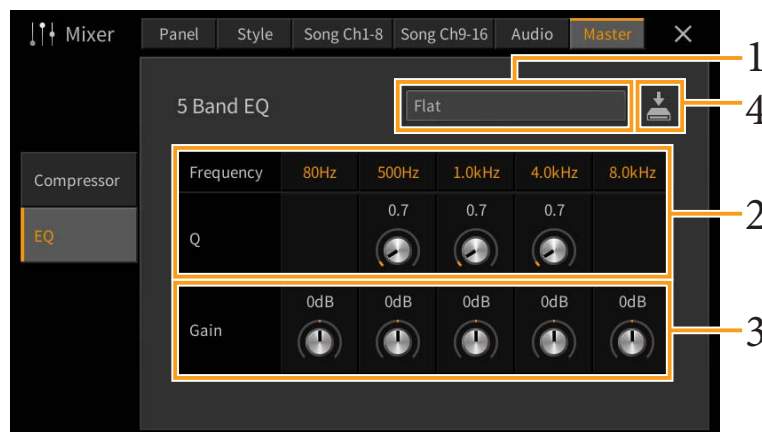 Mixer Panel Style Song Ch1-8 Song Ch9-16 Audio Master
1
5 Band EQ Flat
4
Compressor
EQ
Frequency 80Hz 500Hz 1.0kHz 4.0kHz 8.0kHz
0.7 0.7 0.7
Q
2
0dB 0dB 0dB 0dB 0dB
Gain
3